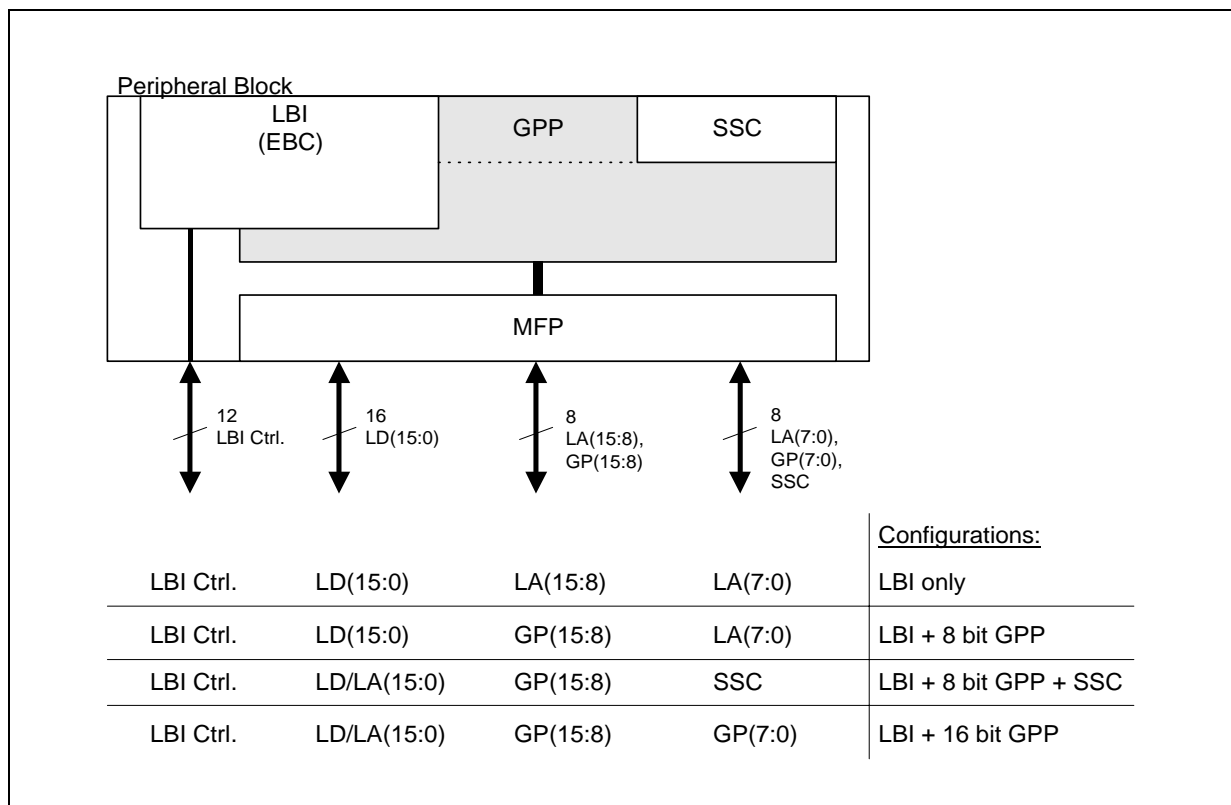 Peripheral Block
LBI
(EBC)
GPP
SSC
MFP
12
LBI Ctrl.
16
LD(15:0)
8
LA(15:8),
GP(15:8)
8
LA(7:0),
GP(7:0),
SSC
Configurations:
LBI Ctrl. LD(15:0) LA(15:8) LA(7:0) LBI only
LBI Ctrl. LD(15:0) GP(15:8) LA(7:0) LBI + 8 bit GPP
LBI Ctrl. LD/LA(15:0) GP(15:8) SSC LBI + 8 bit GPP + SSC
LBI Ctrl. LD/LA(15:0) GP(15:8) GP(7:0) LBI + 16 bit GPP